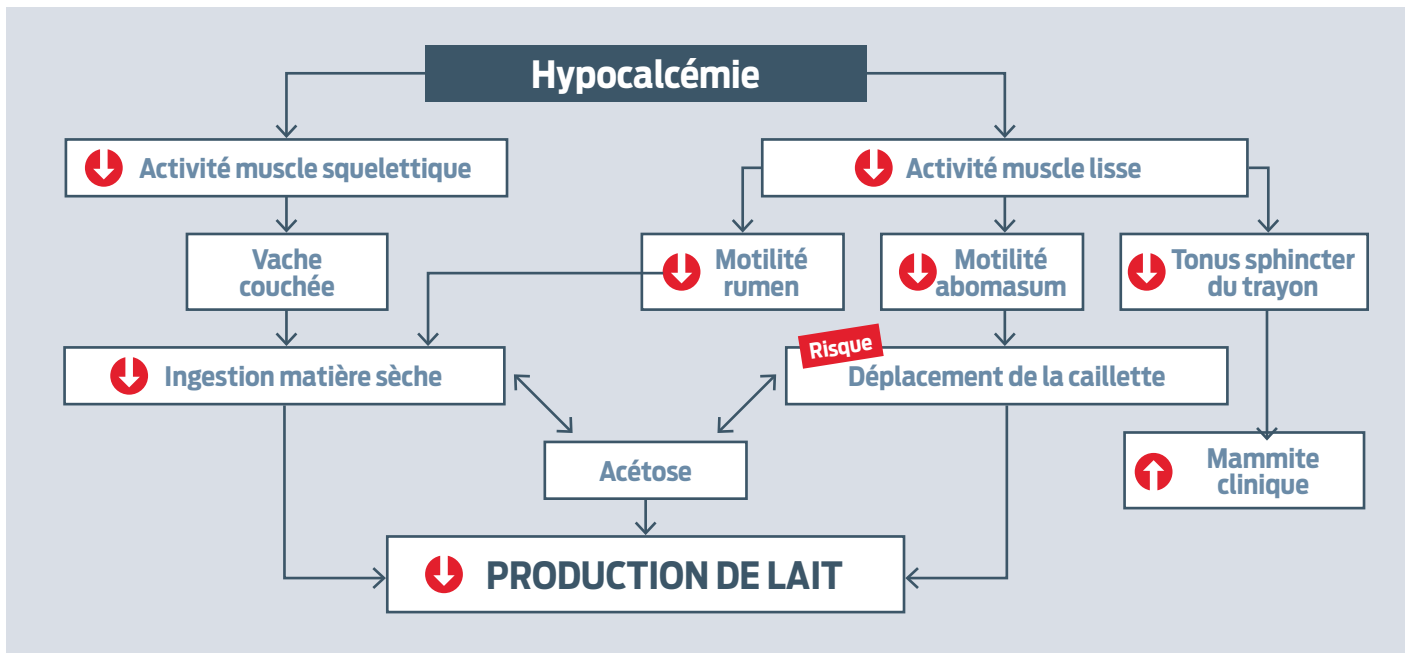 Hypocalcémie
Activité muscle squelettique
Activité muscle lisse
Vache
couchée
Motilité
rumen
Motilité
abomasum
Tonus sphincter
du trayon
Ingestion matière sèche
Risque
Déplacement de la caillette
Acétose
Mammite
clinique
PRODUCTION DE LAIT